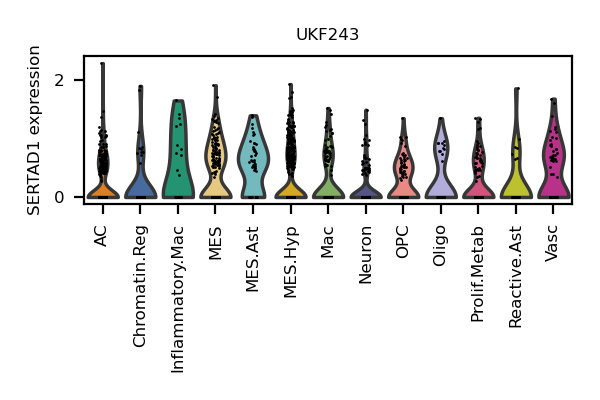 UKF243
SERTAD1 expression
2
0
AC
Chromatin.Reg
Inflammatory.Mac
MES
MES.Ast
MES.Hyp
Mac
Neuron
OPC
Oligo
Prolif.Metab
Reactive.Ast
Vasc